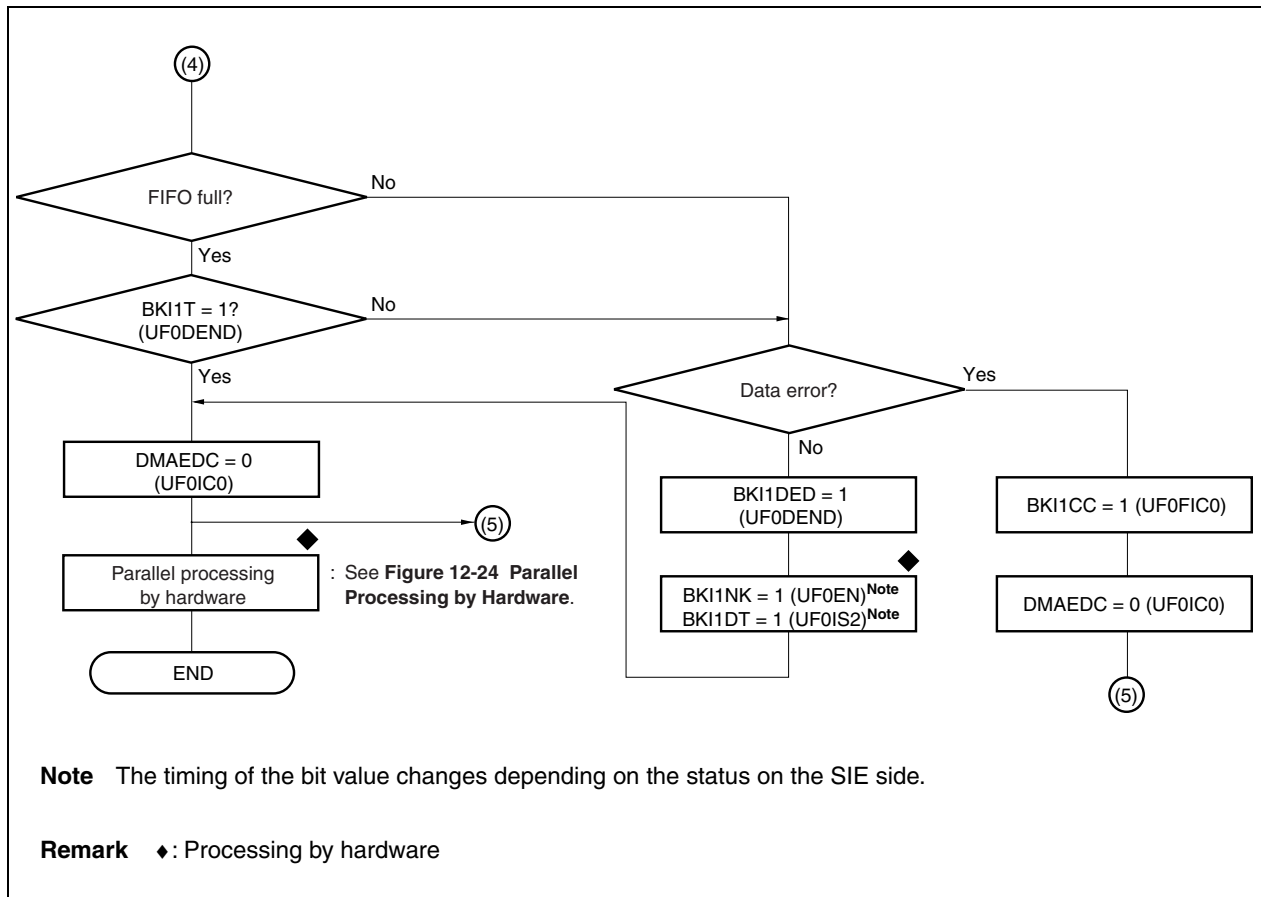 (4)
FIFO full?
No
Yes
BKI1T = 1?
(UF0DEND)
No
Yes
Data error?
Yes
No
DMAEDC = 0
(UF0IC0)
(5)
Parallel processing
by hardware
: See Figure 12-24 Parallel
Processing by Hardware.
END
BKI1DED = 1
(UF0DEND)
BKI1NK = 1 (UF0EN)Note
BKI1DT = 1 (UF0IS2)Note
BKI1CC = 1 (UF0FIC0)
DMAEDC = 0 (UF0IC0)
(5)
Note The timing of the bit value changes depending on the status on the SIE side.
Remark ♦: Processing by hardware